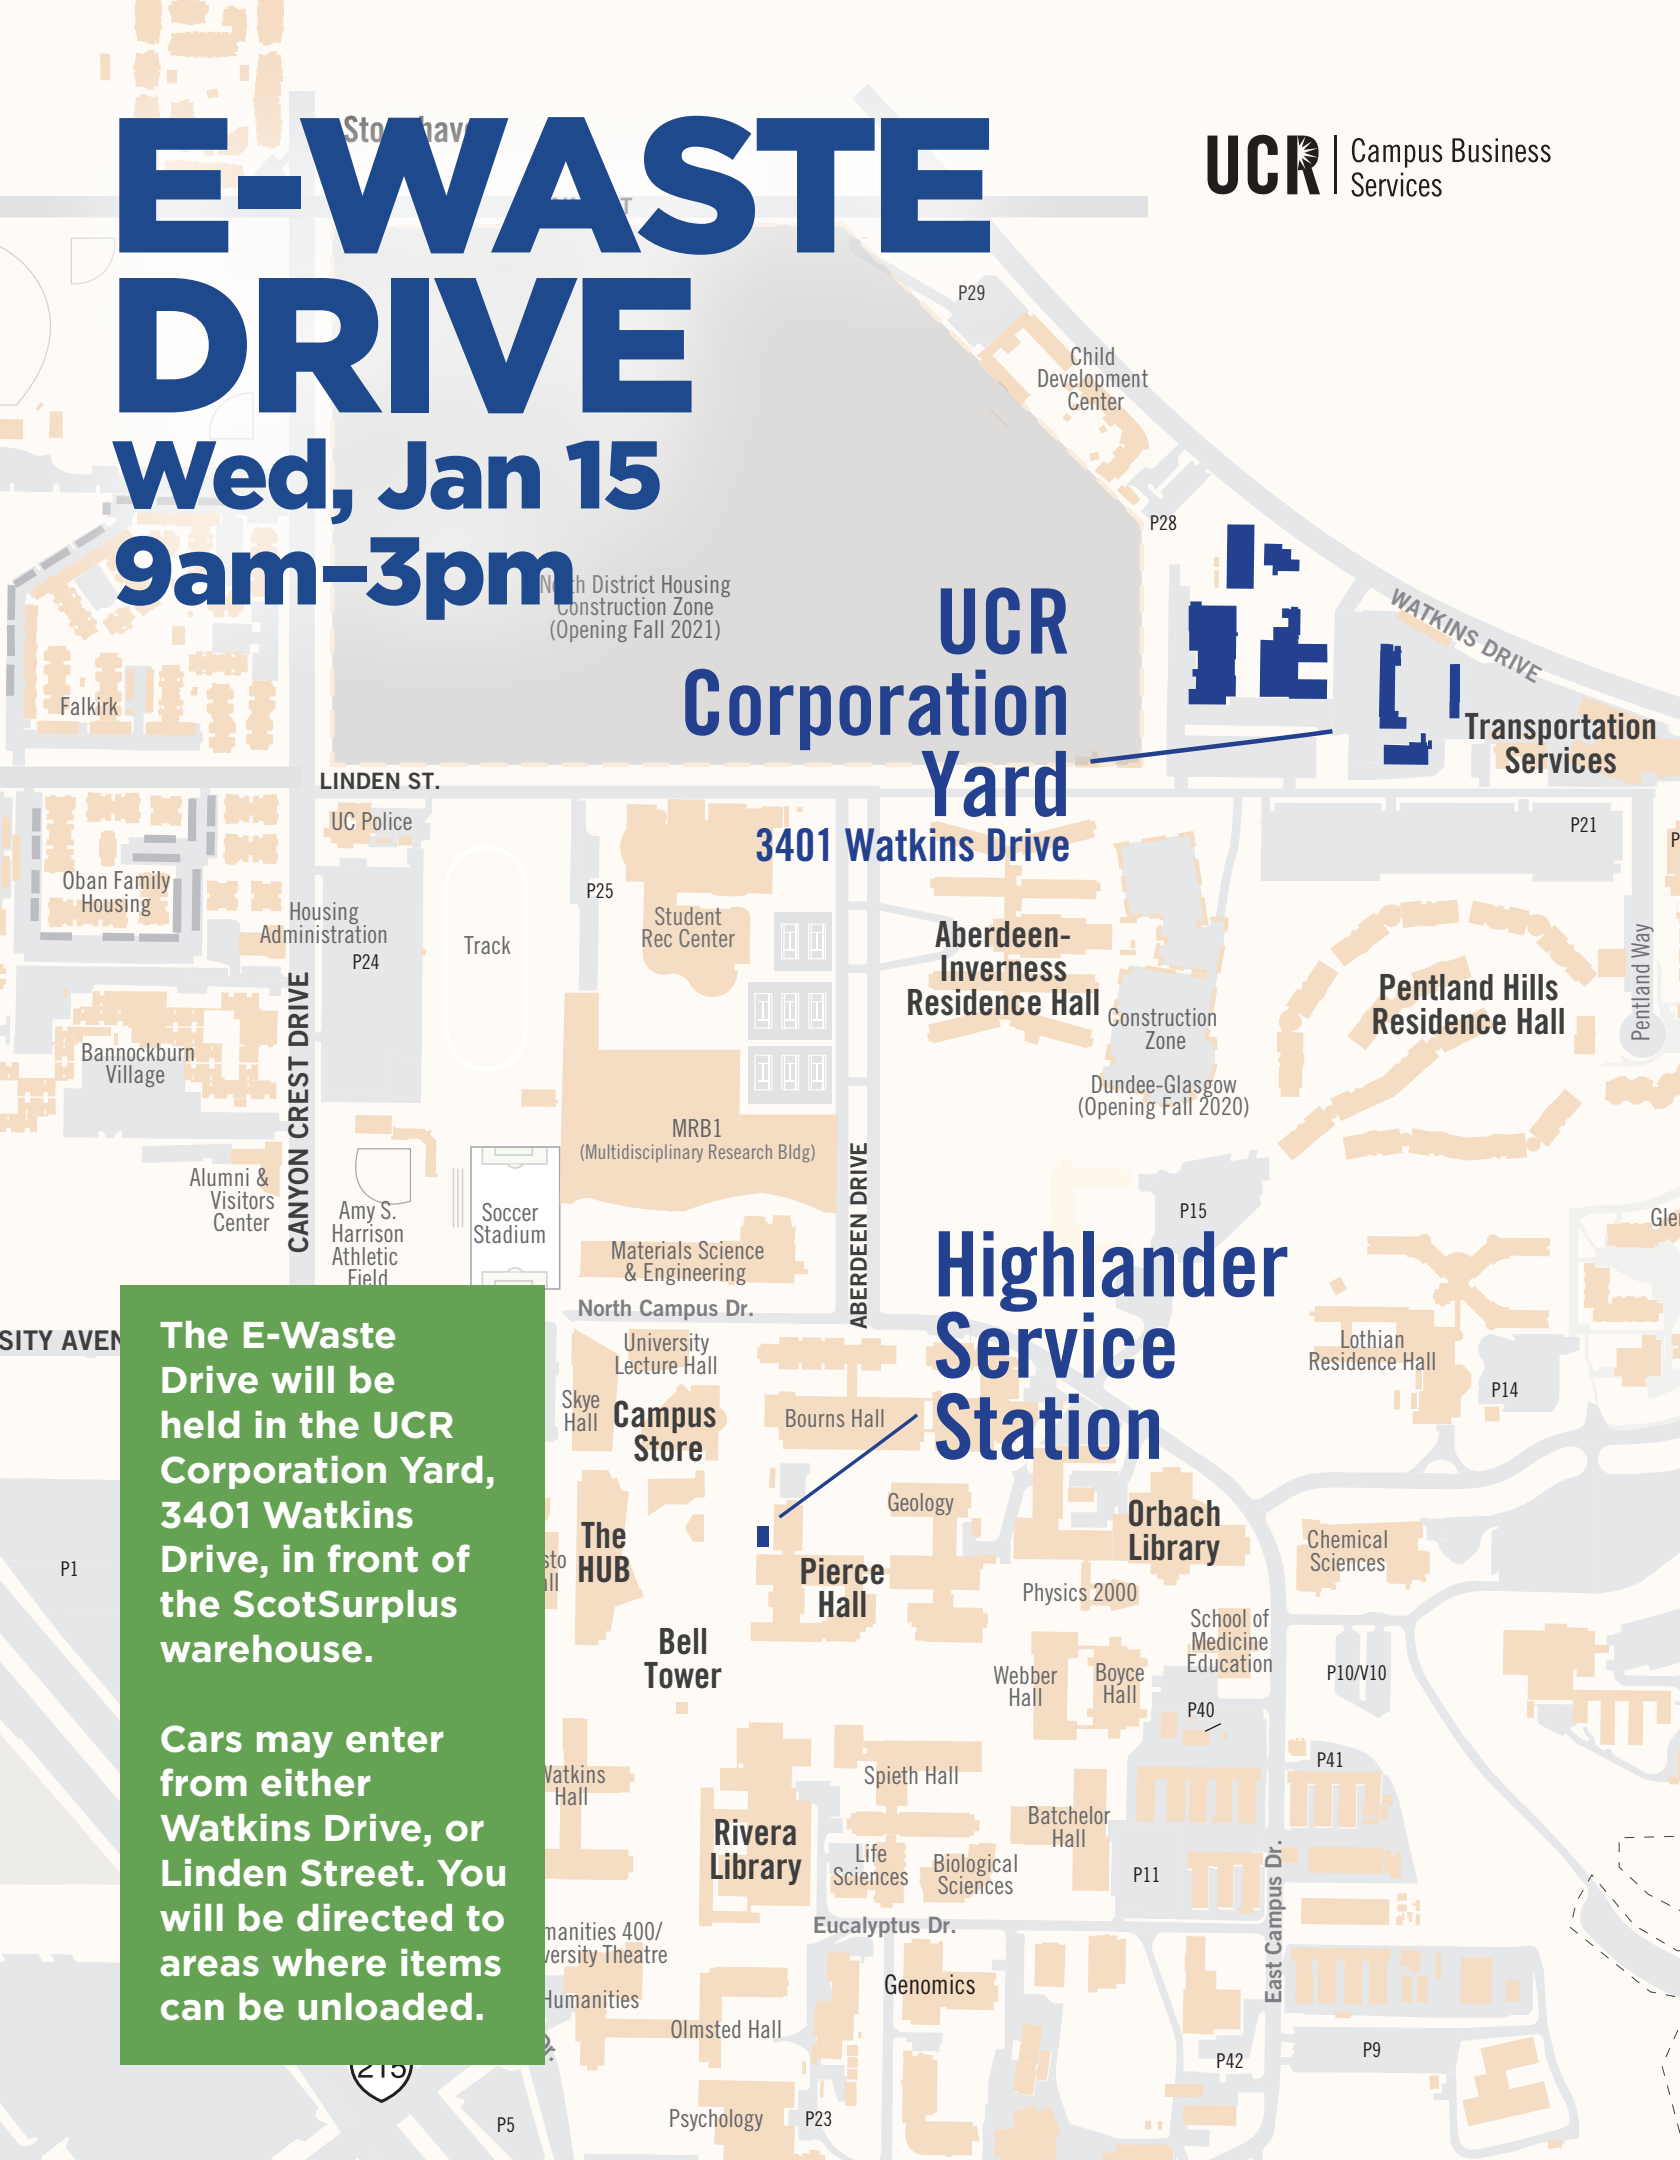 E-WASTE
DRIVE
Wed, Jan 15
9am–3pm
UCR
Campus Business
Services
P29
Child
Development
Center
P28
North District Housing
Construction Zone
(Opening Fall 2021)
UCR
Corporation
Yard
3401 Watkins Drive
WATKINS DRIVE
Transportation
Services
Falkirk
LINDEN ST.
UC Police
P21
P25
Oban Family
Housing
Housing
Administration
P24
Track
Student
Rec Center
Aberdeen-
Inverness
Residence Hall
Pentland Hills
Residence Hall
Pentland Way
Construction
Zone
Dundee-Glasgow
(Opening Fall 2020)
Bannockburn
Village
CANYON CREST DRIVE
MRB1
(Multidisciplinary Research Bldg)
Alumni &
Visitors
Center
Amy S.
Harrison
Athletic
Field
Soccer
Stadium
Materials Science
& Engineering
ABERDEEN DRIVE
P15
Highlander
Service
Station
North Campus Dr.
University
Lecture Hall
Lothian
Residence Hall
P14
Skye
Hall
Campus
Store
Bourns Hall
Geology
Orbach
Library
Chemical
Sciences
The
HUB
Pierce
Hall
Physics 2000
School of
Medicine
Education
Bell
Tower
Webber
Hall
Boyce
Hall
P10/V10
P40
P41
P1
The E-Waste
Drive will be
held in the UCR
Corporation Yard,
3401 Watkins
Drive, in front of
the ScotSurplus
warehouse.
Cars may enter
from either
Watkins Drive, or
Linden Street. You
will be directed to
areas where items
can be unloaded.
Watkins
Hall
Spieth Hall
Batchelor
Hall
Rivera
Library
Life
Sciences
Biological
Sciences
P11
Eucalyptus Dr.
East Campus Dr.
manities 400/
versity Theatre
Genomics
Humanities
Olmsted Hall
P42
P9
215
Dr.
P5
Psychology
P23